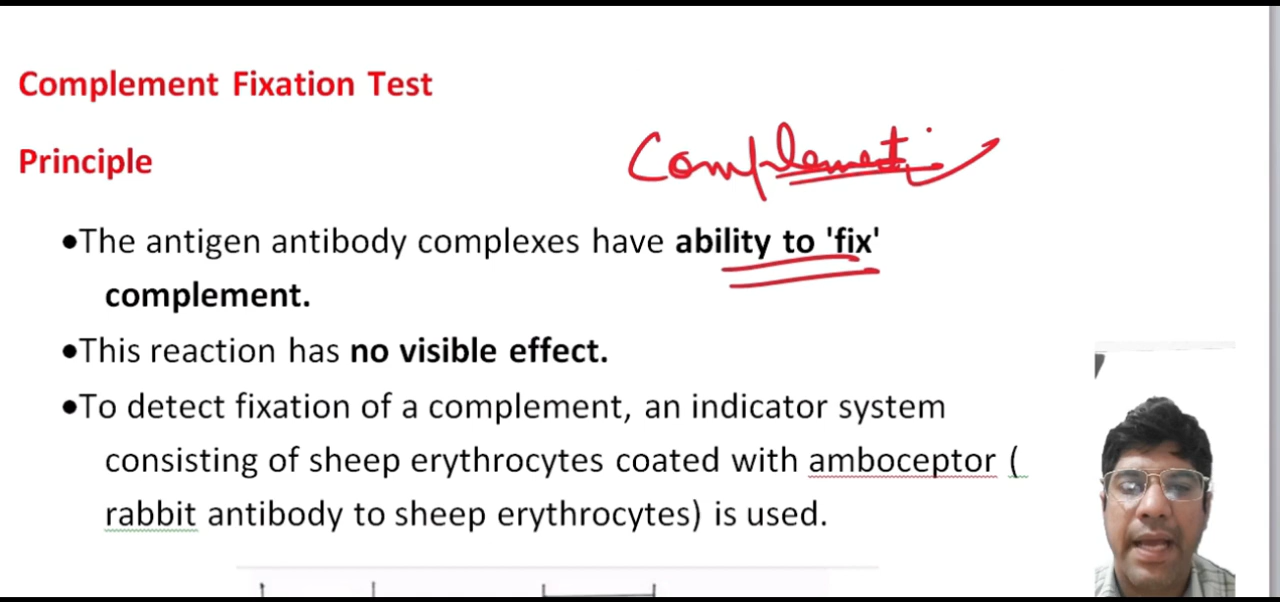 Complement Fixation Test
Complement
Principle
•The antigen antibody complexes have ability to 'fix'
complement.
•This reaction has no visible effect.
•To detect fixation of a complement, an indicator system
consisting of sheep erythrocytes coated with amboceptor (
rabbit antibody to sheep erythrocytes) is used.